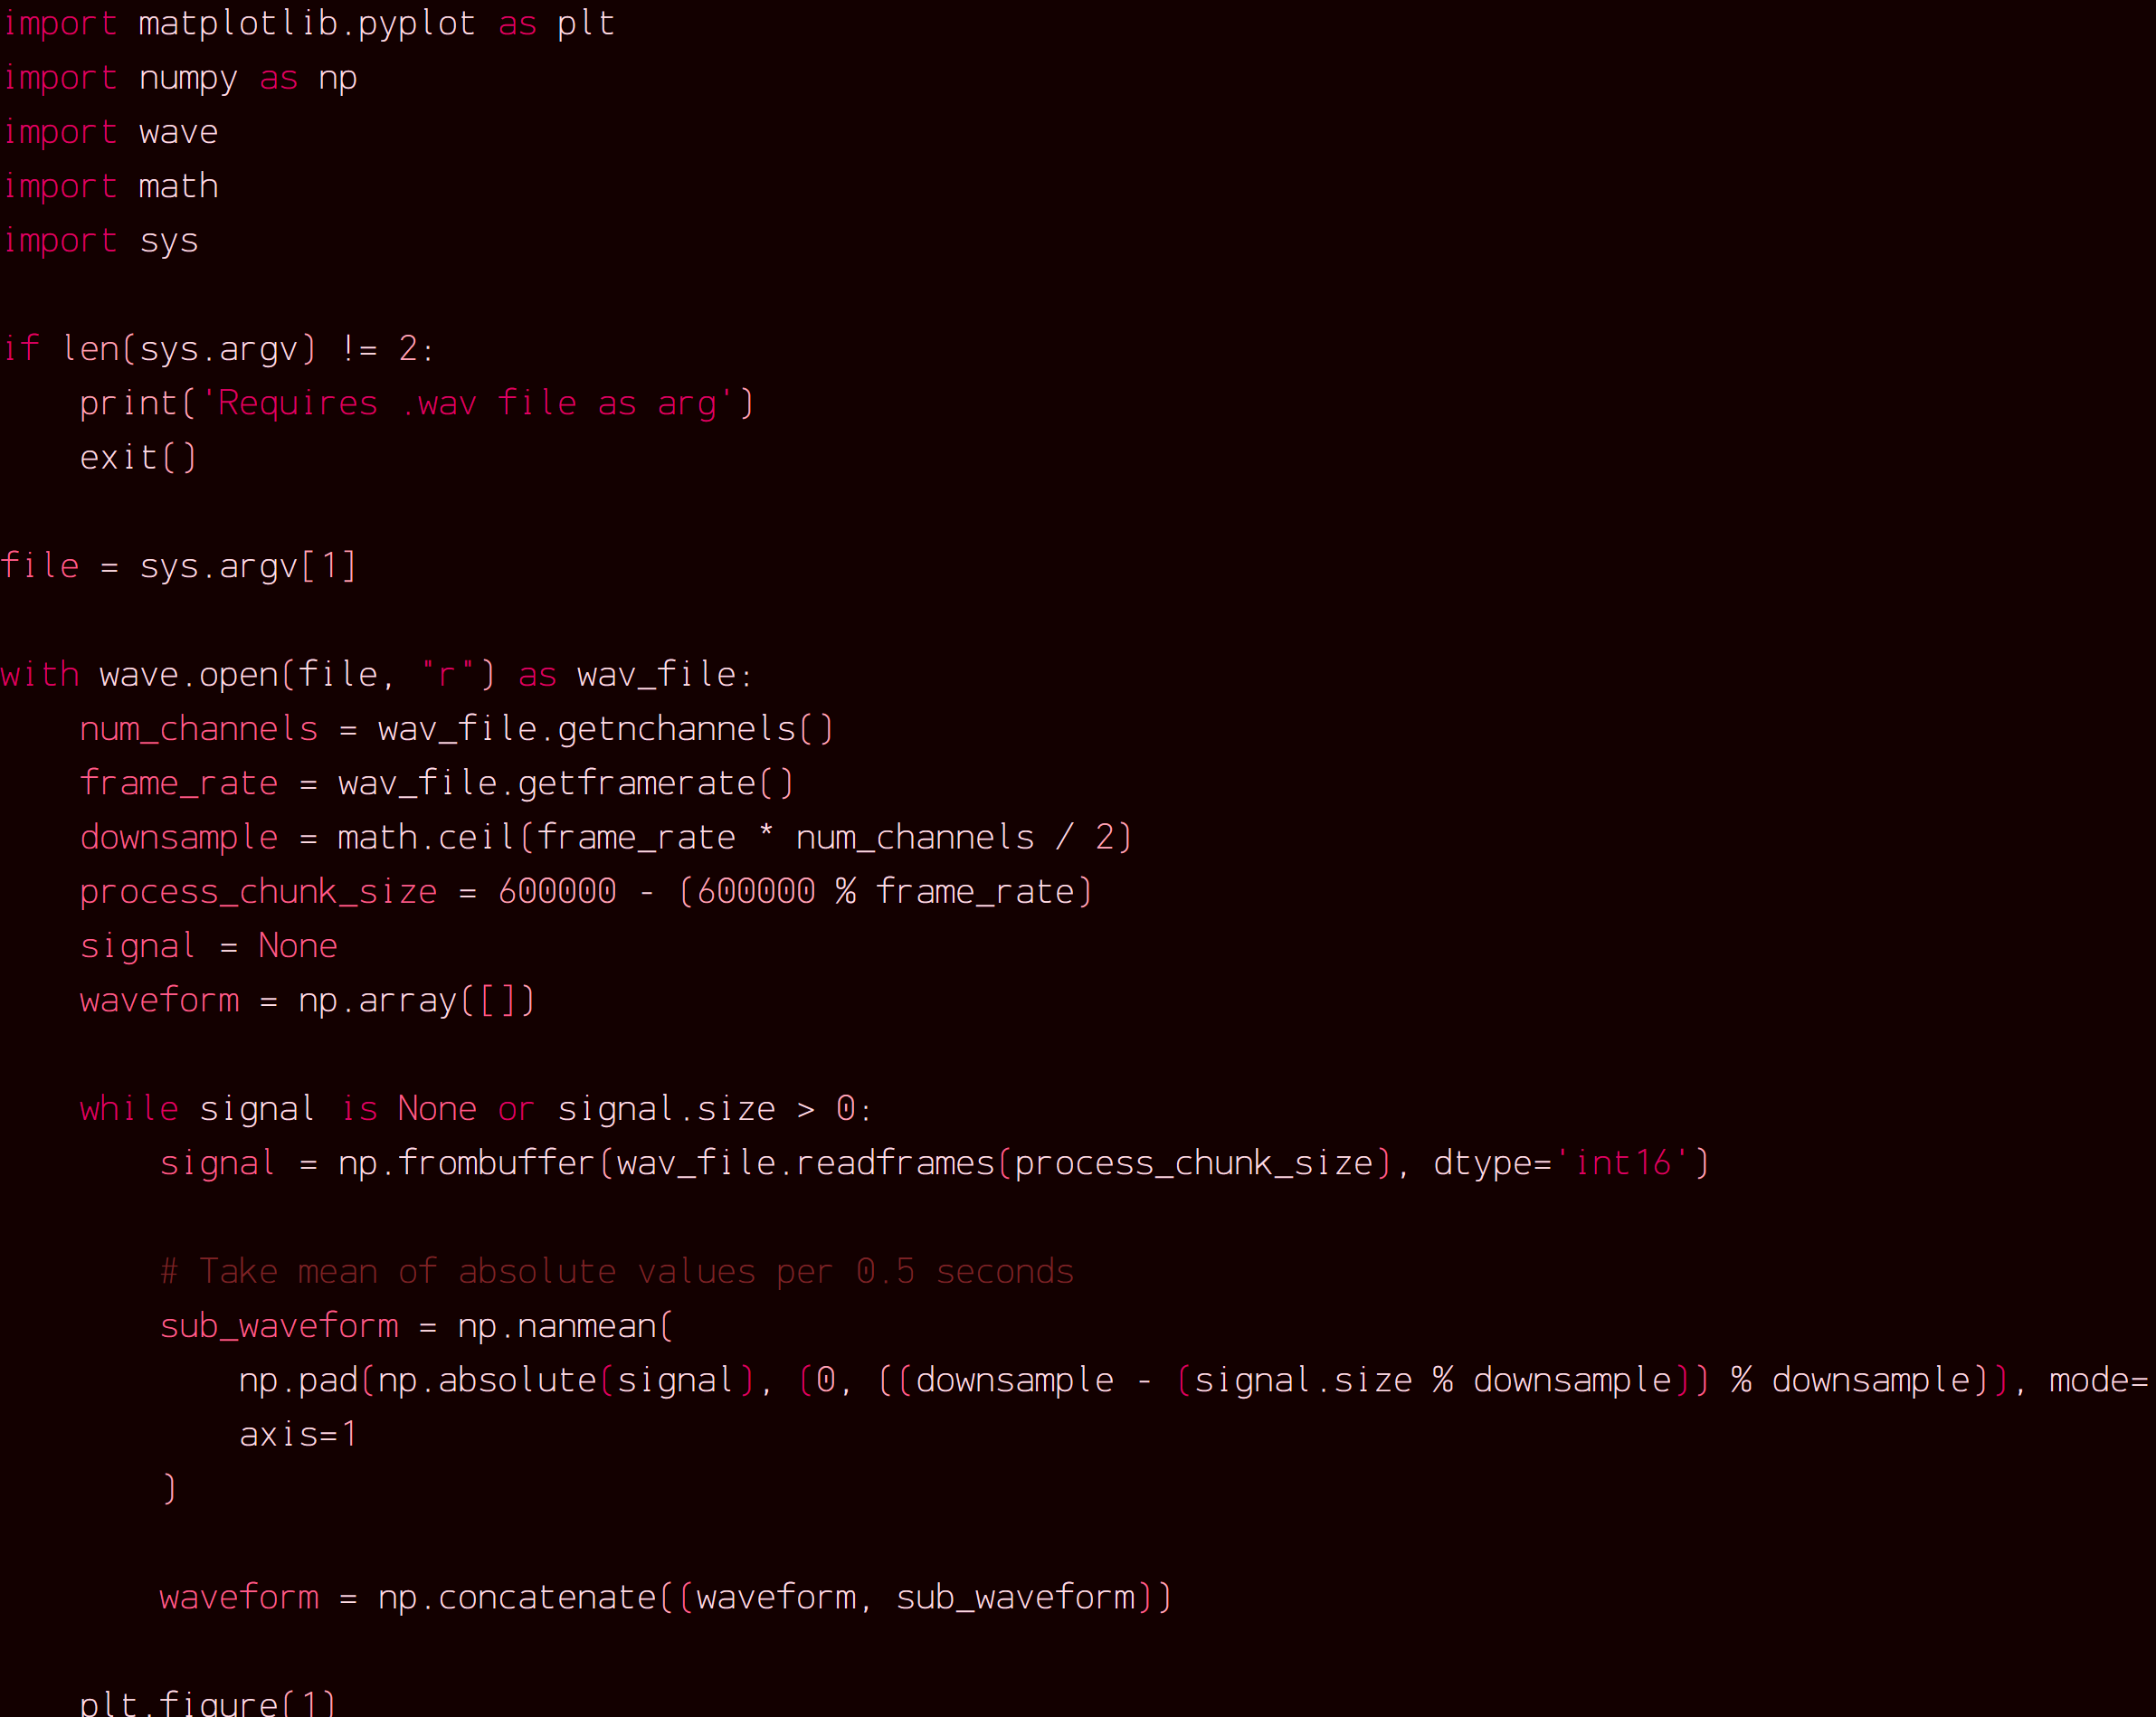 import matplotlib.pyplot as plt
import numpy as np
import wave
import math
import sys

if len(sys.argv) != 2:
    print('Requires .wav file as arg')
    exit()

file = sys.argv[1]

with wave.open(file, "r") as wav_file:
    num_channels = wav_file.getnchannels()
    frame_rate = wav_file.getframerate()
    downsample = math.ceil(frame_rate * num_channels / 2)
    process_chunk_size = 600000 - (600000 % frame_rate)
    signal = None
    waveform = np.array([])

    while signal is None or signal.size > 0:
        signal = np.frombuffer(wav_file.readframes(process_chunk_size), dtype='int16')

        # Take mean of absolute values per 0.5 seconds
        sub_waveform = np.nanmean(
            np.pad(np.absolute(signal), (0, ((downsample - (signal.size % downsample)) % downsample)), mode=
            axis=1
        )

        waveform = np.concatenate((waveform, sub_waveform))

    plt.figure(1)